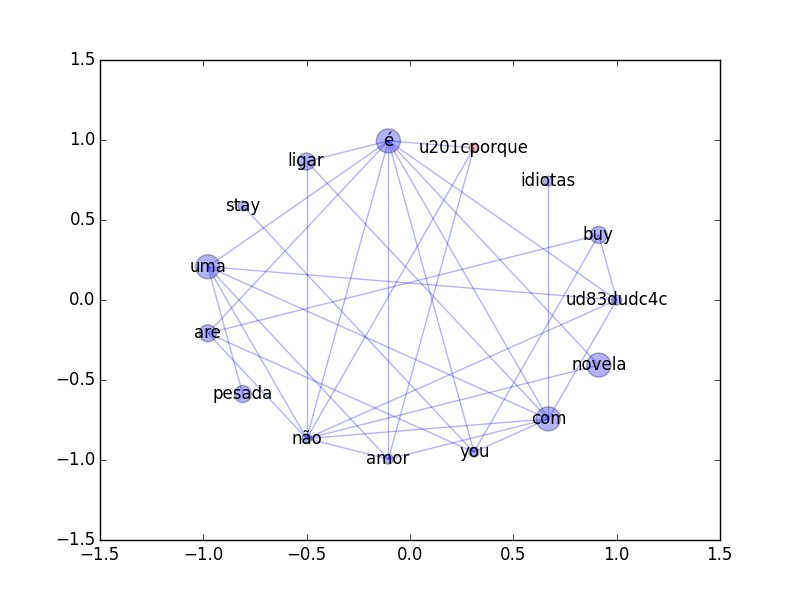 1.5
1.0
0.5
0.0
−0.5
−1.0
−1.5
é
u201cporque
ligar
idiotas
stay
buy
uma
ud83dudc4c
are
novela
pesada
com
não
you
amor
−1.5
−1.0
−0.5
0.0
0.5
1.0
1.5